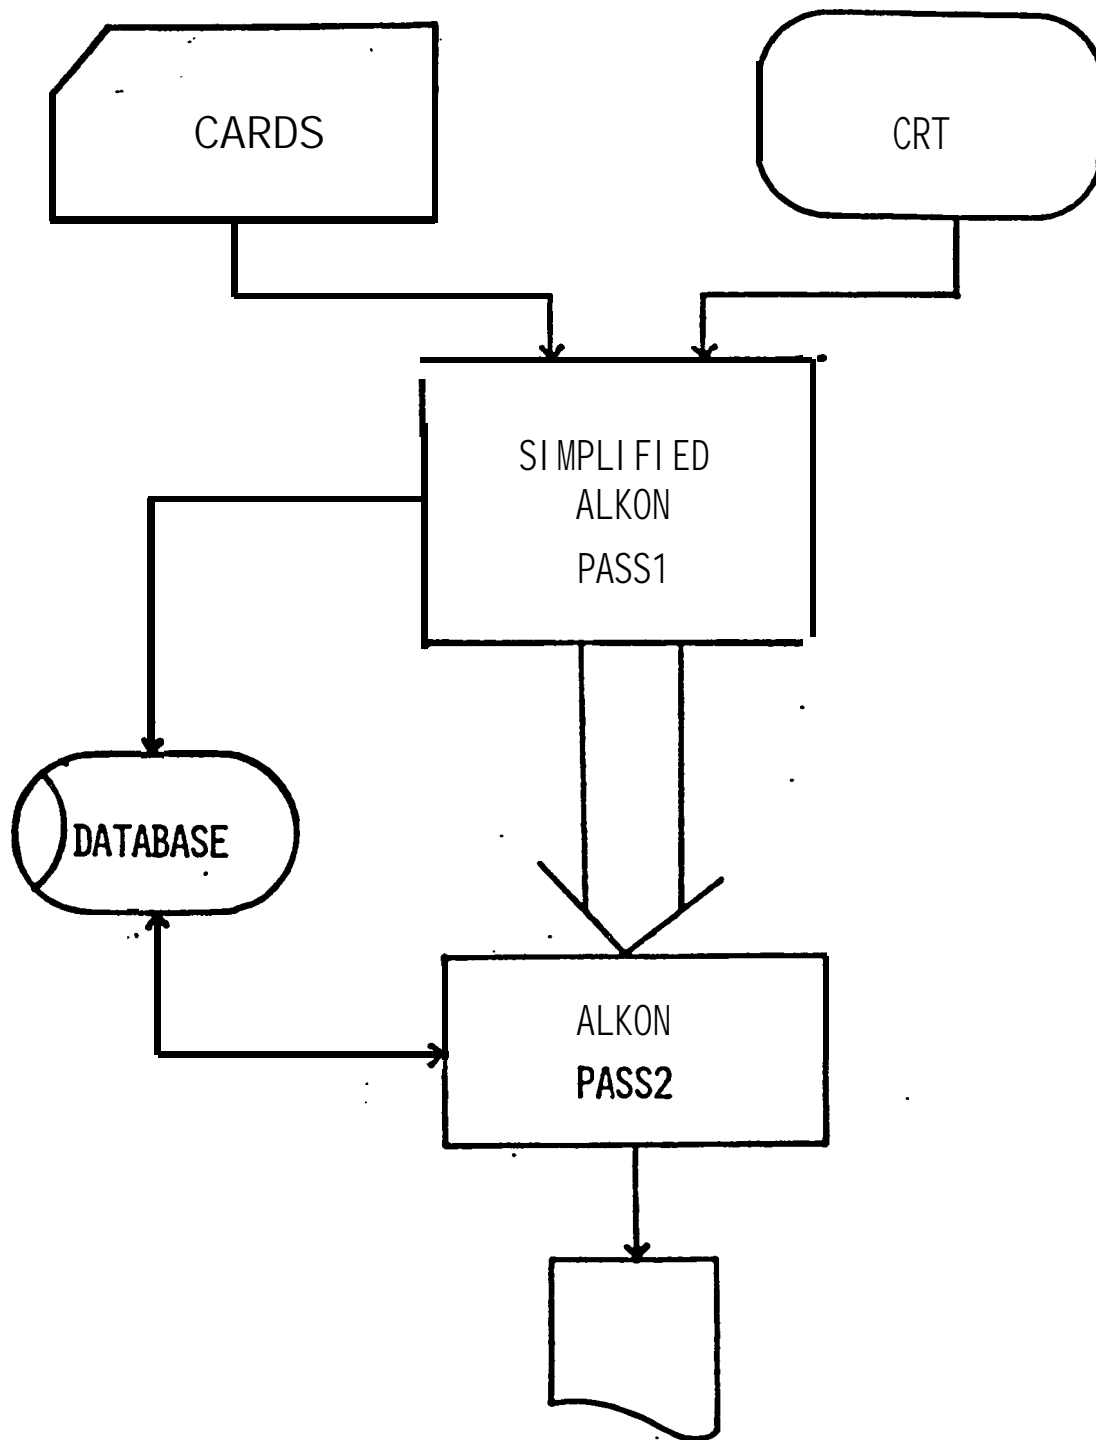 CARDS
CRT
SIMPLIFIED
ALKON
PASS1
DATABASE
ALKON
PASS2